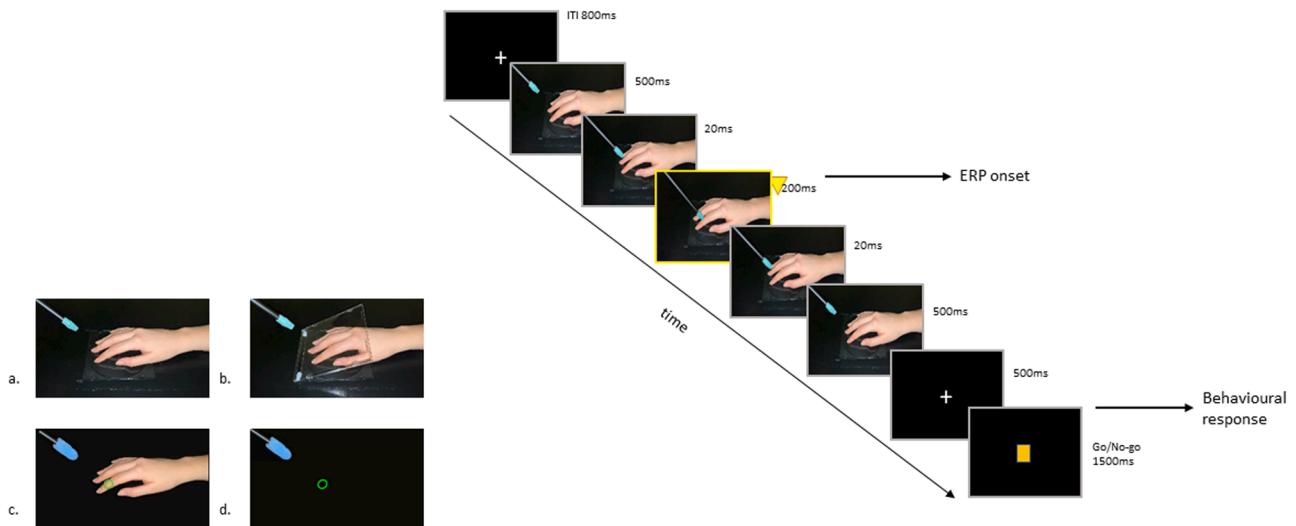 ITI 800ms
500ms
20ms
200ms
ERP onset
20ms
500ms
time
500ms
Behavioural
response
Go/No-go
1500ms
a.
b.
c.
d.